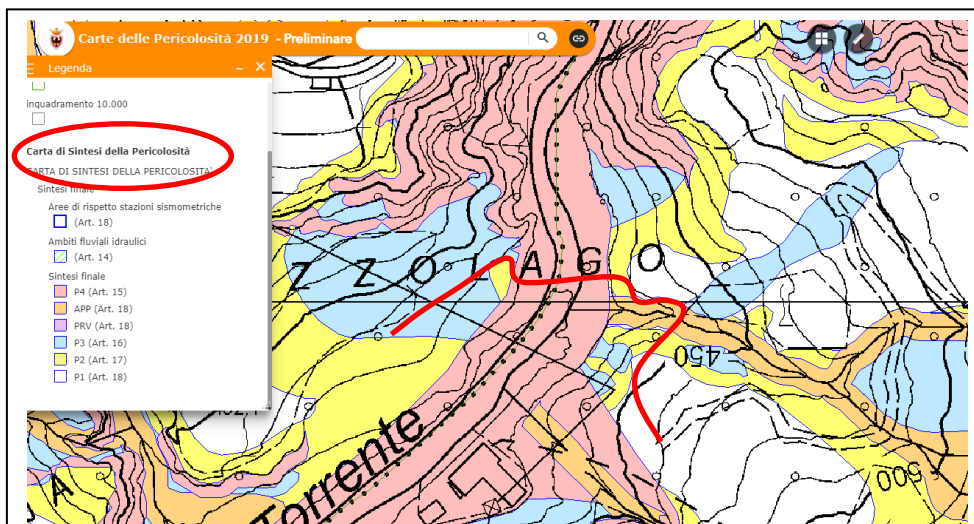 Carte delle Pericolosità 2019 - Preliminare
Legenda
inquadramento 10.000
Carta di Sintesi della Pericolosità
CARTA DI SINTESI DELLA PERICOLOSITA'
Sintesi finale
Aree di rispetto stazioni sismometriche
(Art. 18)
Ambiti fluviali idraulici
(Art. 14)
Sintesi finale
P4 (Art. 15)
APP (Art. 18)
PRV (Art. 18)
P3 (Art. 16)
P2 (Art. 17)
P1 (Art. 18)
Z Z O L A G O
450
500
Torrente
A